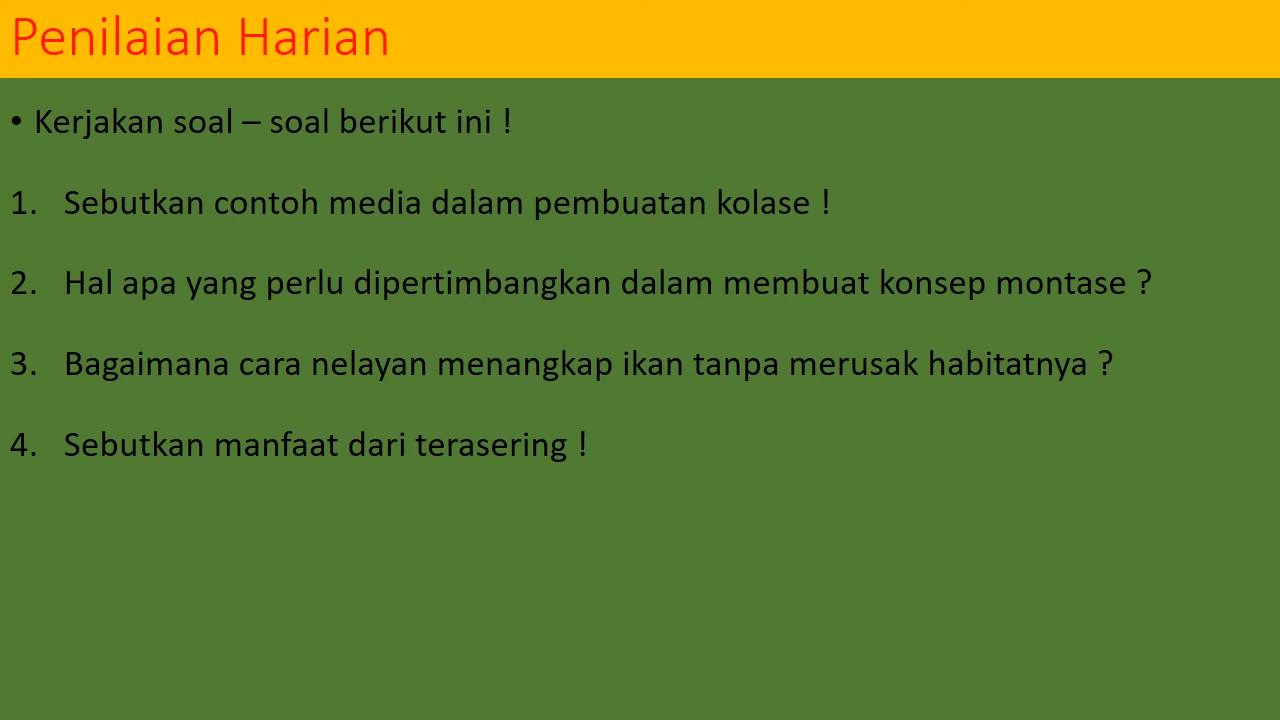 Penilaian Harian
• Kerjakan soal – soal berikut ini !
1. Sebutkan contoh media dalam pembuatan kolase !
2. Hal apa yang perlu dipertimbangkan dalam membuat konsep montase ?
3. Bagaimana cara nelayan menangkap ikan tanpa merusak habitatnya ?
4. Sebutkan manfaat dari terasering !